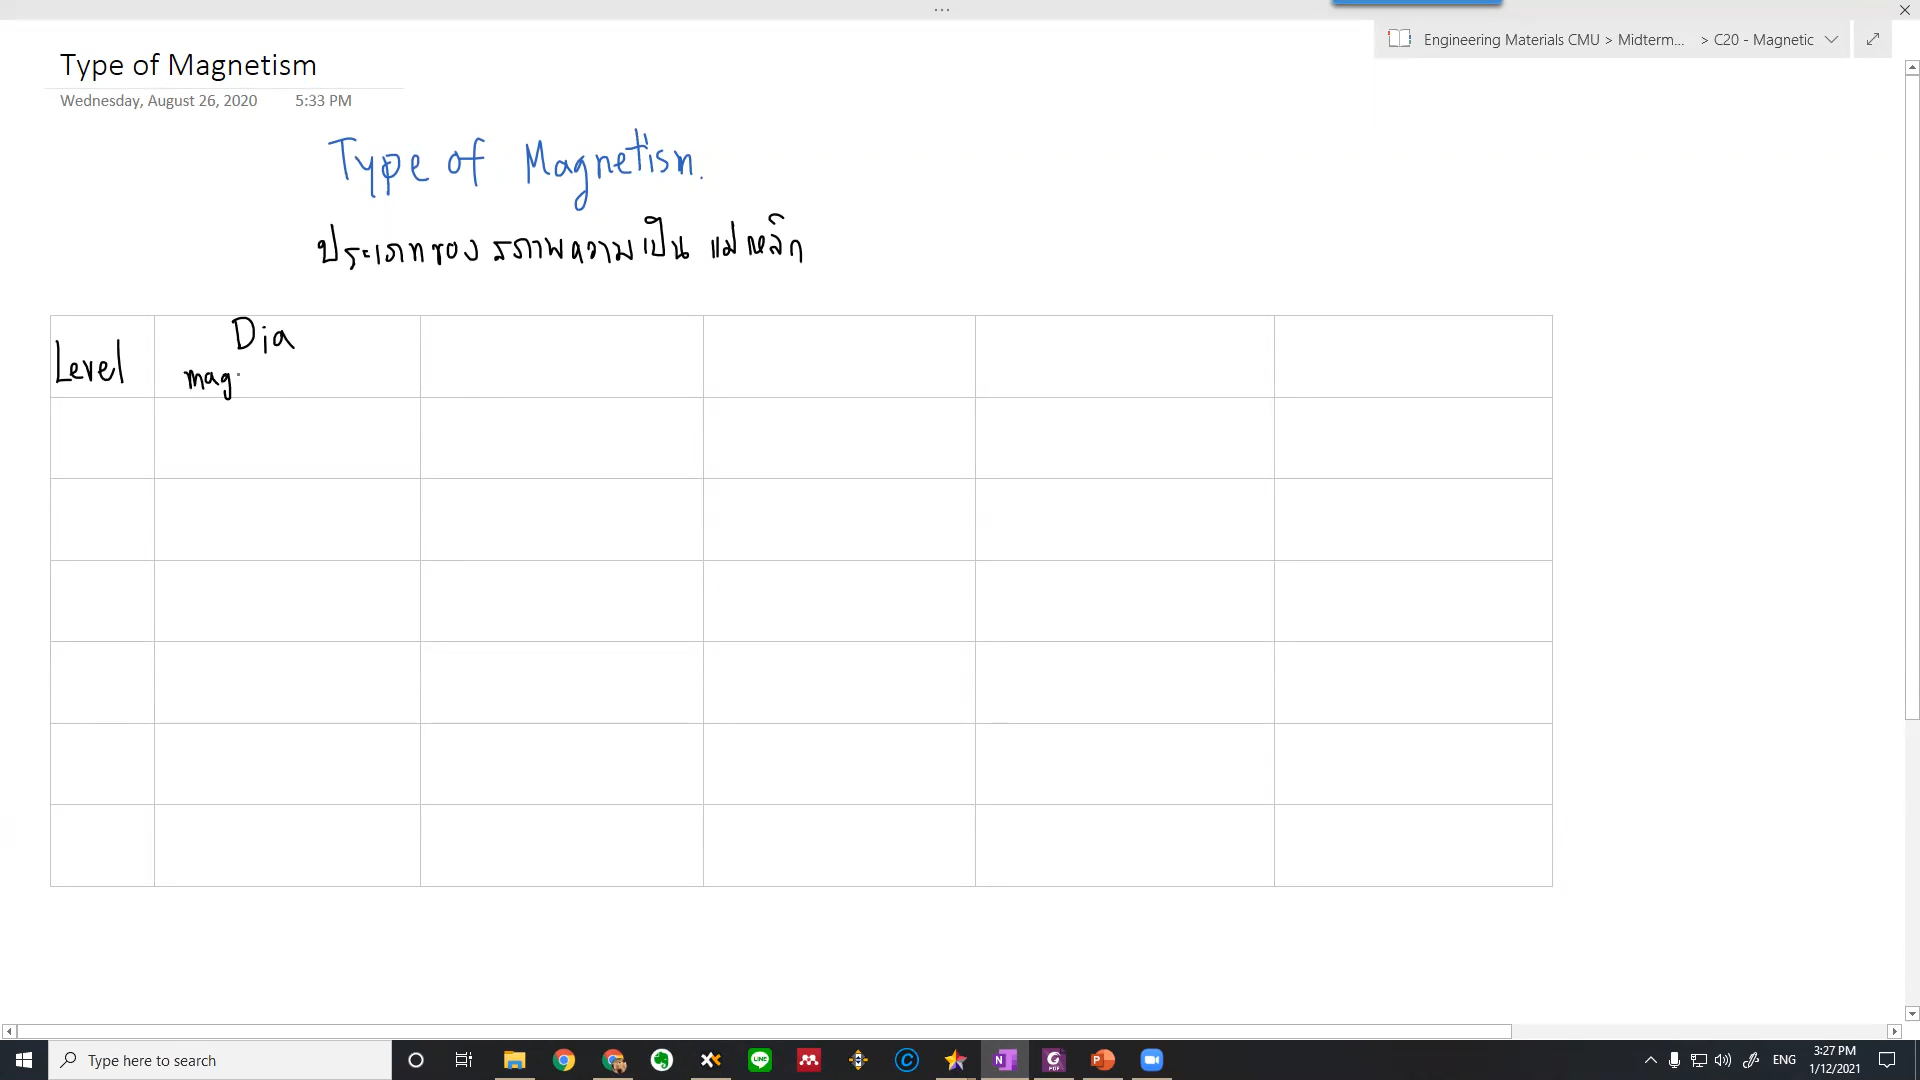 Engineering Materials CMU > Midterm... > C20 - Magnetic
Type of Magnetism
Wednesday, August 26, 2020 5:33 PM
Type of Magnetism.
ประเภทของ สภาพความเป็น แม่เหล็ก
Level
Dia
mag
Type here to search
LINE
N
PDF
P
ENG
3:27 PM
1/12/2021